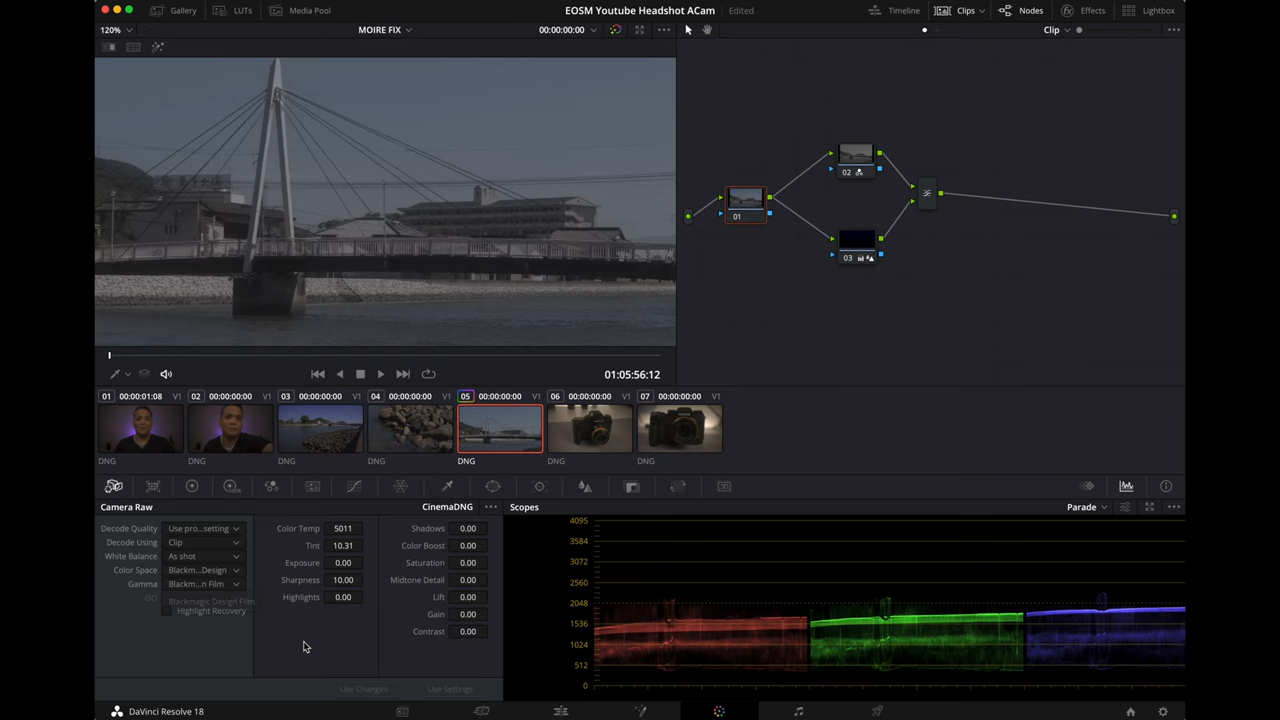 Gallery LUTs Media Pool EOSM Youtube Headshot ACam Edited Timeline Clips Nodes Effects Lightbox
120% MOIRE FIX 00:00:00:00 Clip
02
01
03
01:05:56:12
01 00:00:01:08 V1 02 00:00:00:00 V1 03 00:00:00:00 V1 04 00:00:00:00 V1 05 00:00:00:00 V1 06 00:00:00:00 V1 07 00:00:00:00 V1
DNG DNG DNG DNG DNG DNG DNG
Camera Raw CinemaDNG Scopes Parade
Decode Quality Use pro...setting Color Temp 5011 Shadows 0.00
Decode Using Clip Tint 10.31 Color Boost 0.00
White Balance As shot Exposure 0.00 Saturation 0.00
Color Space Blackm...Design Sharpness 10.00 Midtone Detail 0.00
Gamma Blackm...n Film Highlights 0.00 Lift 0.00
ISO Blackmagic Design Film Gain 0.00
Highlight Recovery Contrast 0.00
4095
3584
3072
2560
2048
1536
1024
512
0
Use Changes Use Settings
DaVinci Resolve 18